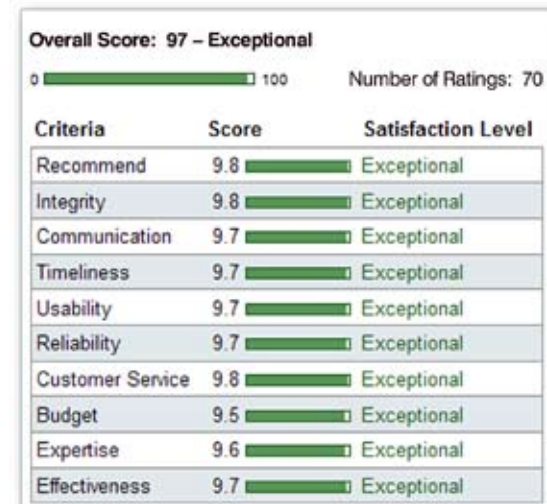 Overall Score: 97 – Exceptional
0 100 Number of Ratings: 70
Criteria Score Satisfaction Level
Recommend 9.8 Exceptional
Integrity 9.8 Exceptional
Communication 9.7 Exceptional
Timeliness 9.7 Exceptional
Usability 9.7 Exceptional
Reliability 9.7 Exceptional
Customer Service 9.8 Exceptional
Budget 9.5 Exceptional
Expertise 9.6 Exceptional
Effectiveness 9.7 Exceptional